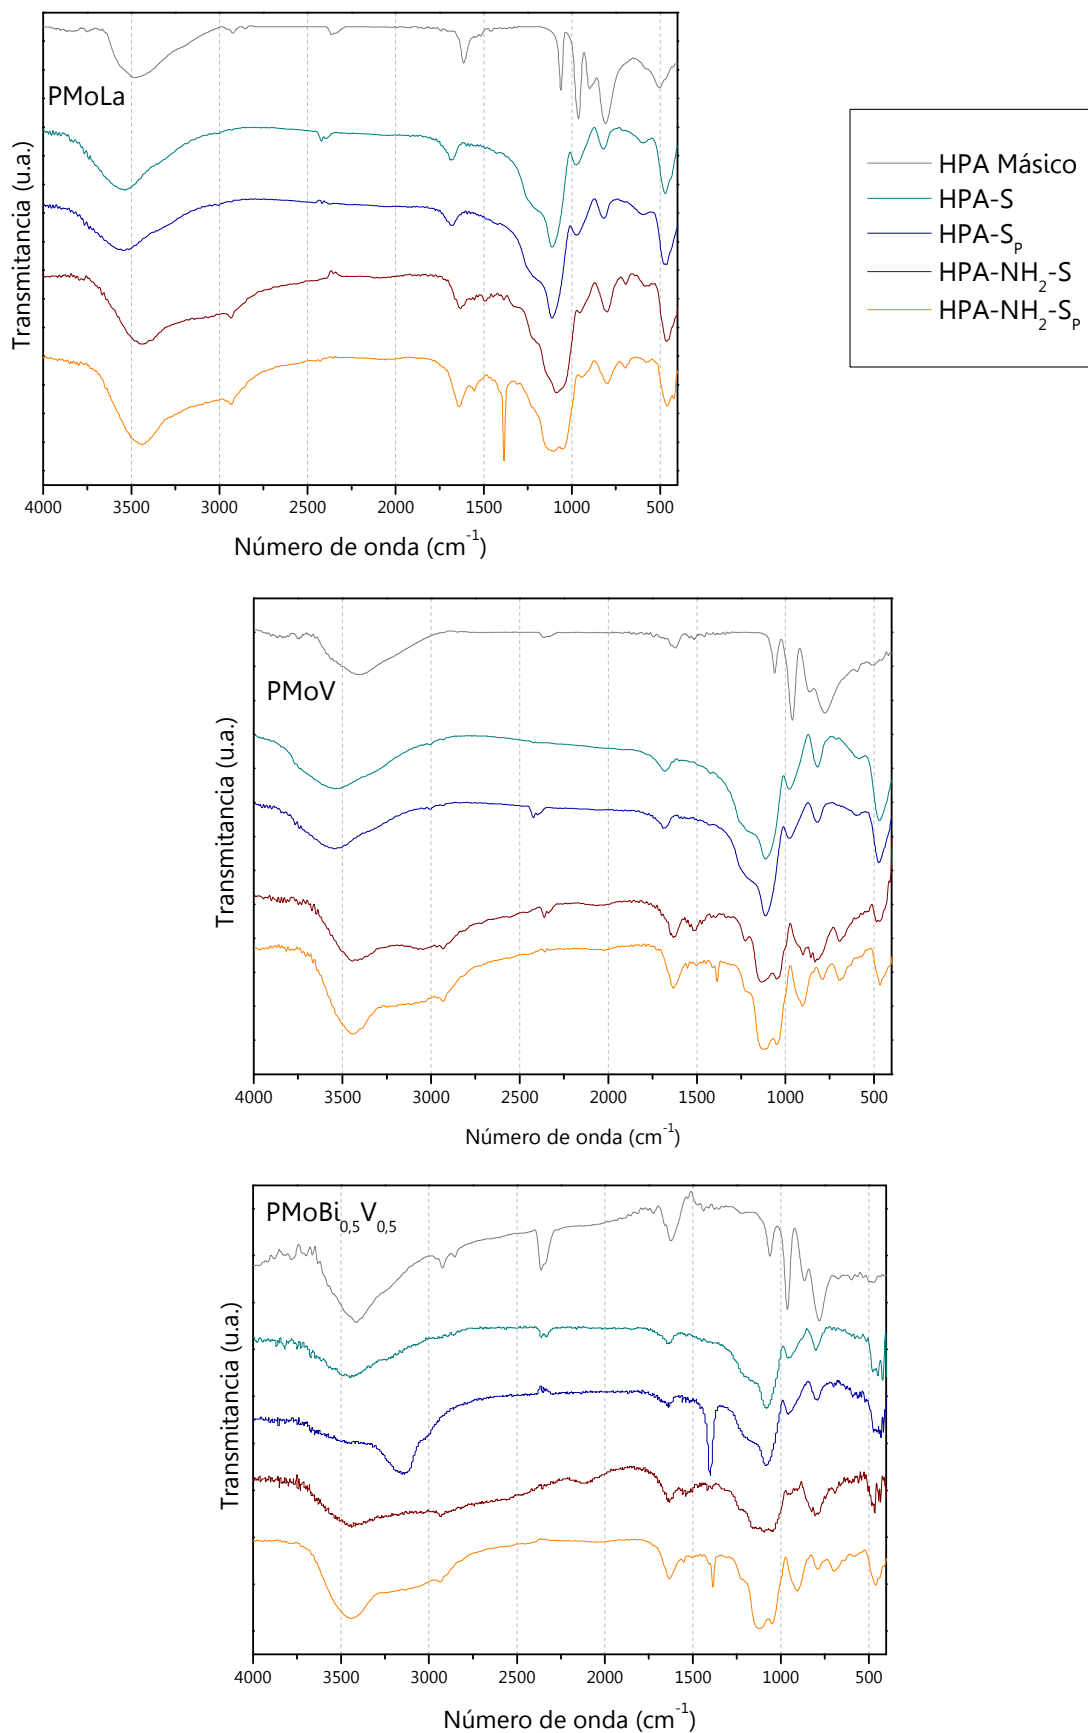 PMoLa
Transmitancia (u.a.)
4000 3500 3000 2500 2000 1500 1000 500
Número de onda (cm⁻¹)
HPA Másico
HPA-S
HPA-Sₚ
HPA-NH₂-S
HPA-NH₂-Sₚ
PMoV
Transmitancia (u.a.)
4000 3500 3000 2500 2000 1500 1000 500
Número de onda (cm⁻¹)
PMoBi₀,₅V₀,₅
Transmitancia (u.a.)
4000 3500 3000 2500 2000 1500 1000 500
Número de onda (cm⁻¹)